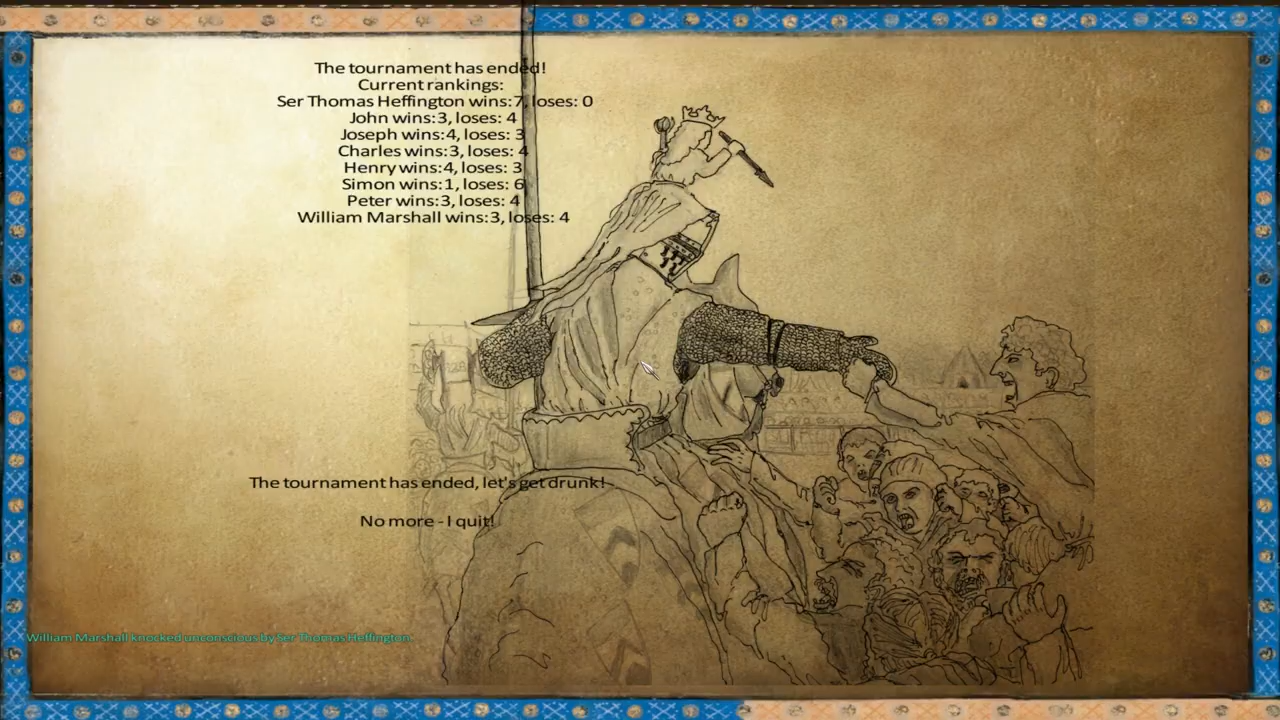 The tournament has ended!
Current rankings:
Ser Thomas Heffington wins:7, loses: 0
John wins:3, loses: 4
Joseph wins:4, loses: 3
Charles wins:3, loses: 4
Henry wins:4, loses: 3
Simon wins:1, loses: 6
Peter wins:3, loses: 4
William Marshall wins:3, loses: 4
The tournament has ended, let's get drunk!
No more - I quit!
William Marshall knocked unconscious by Ser Thomas Heffington.